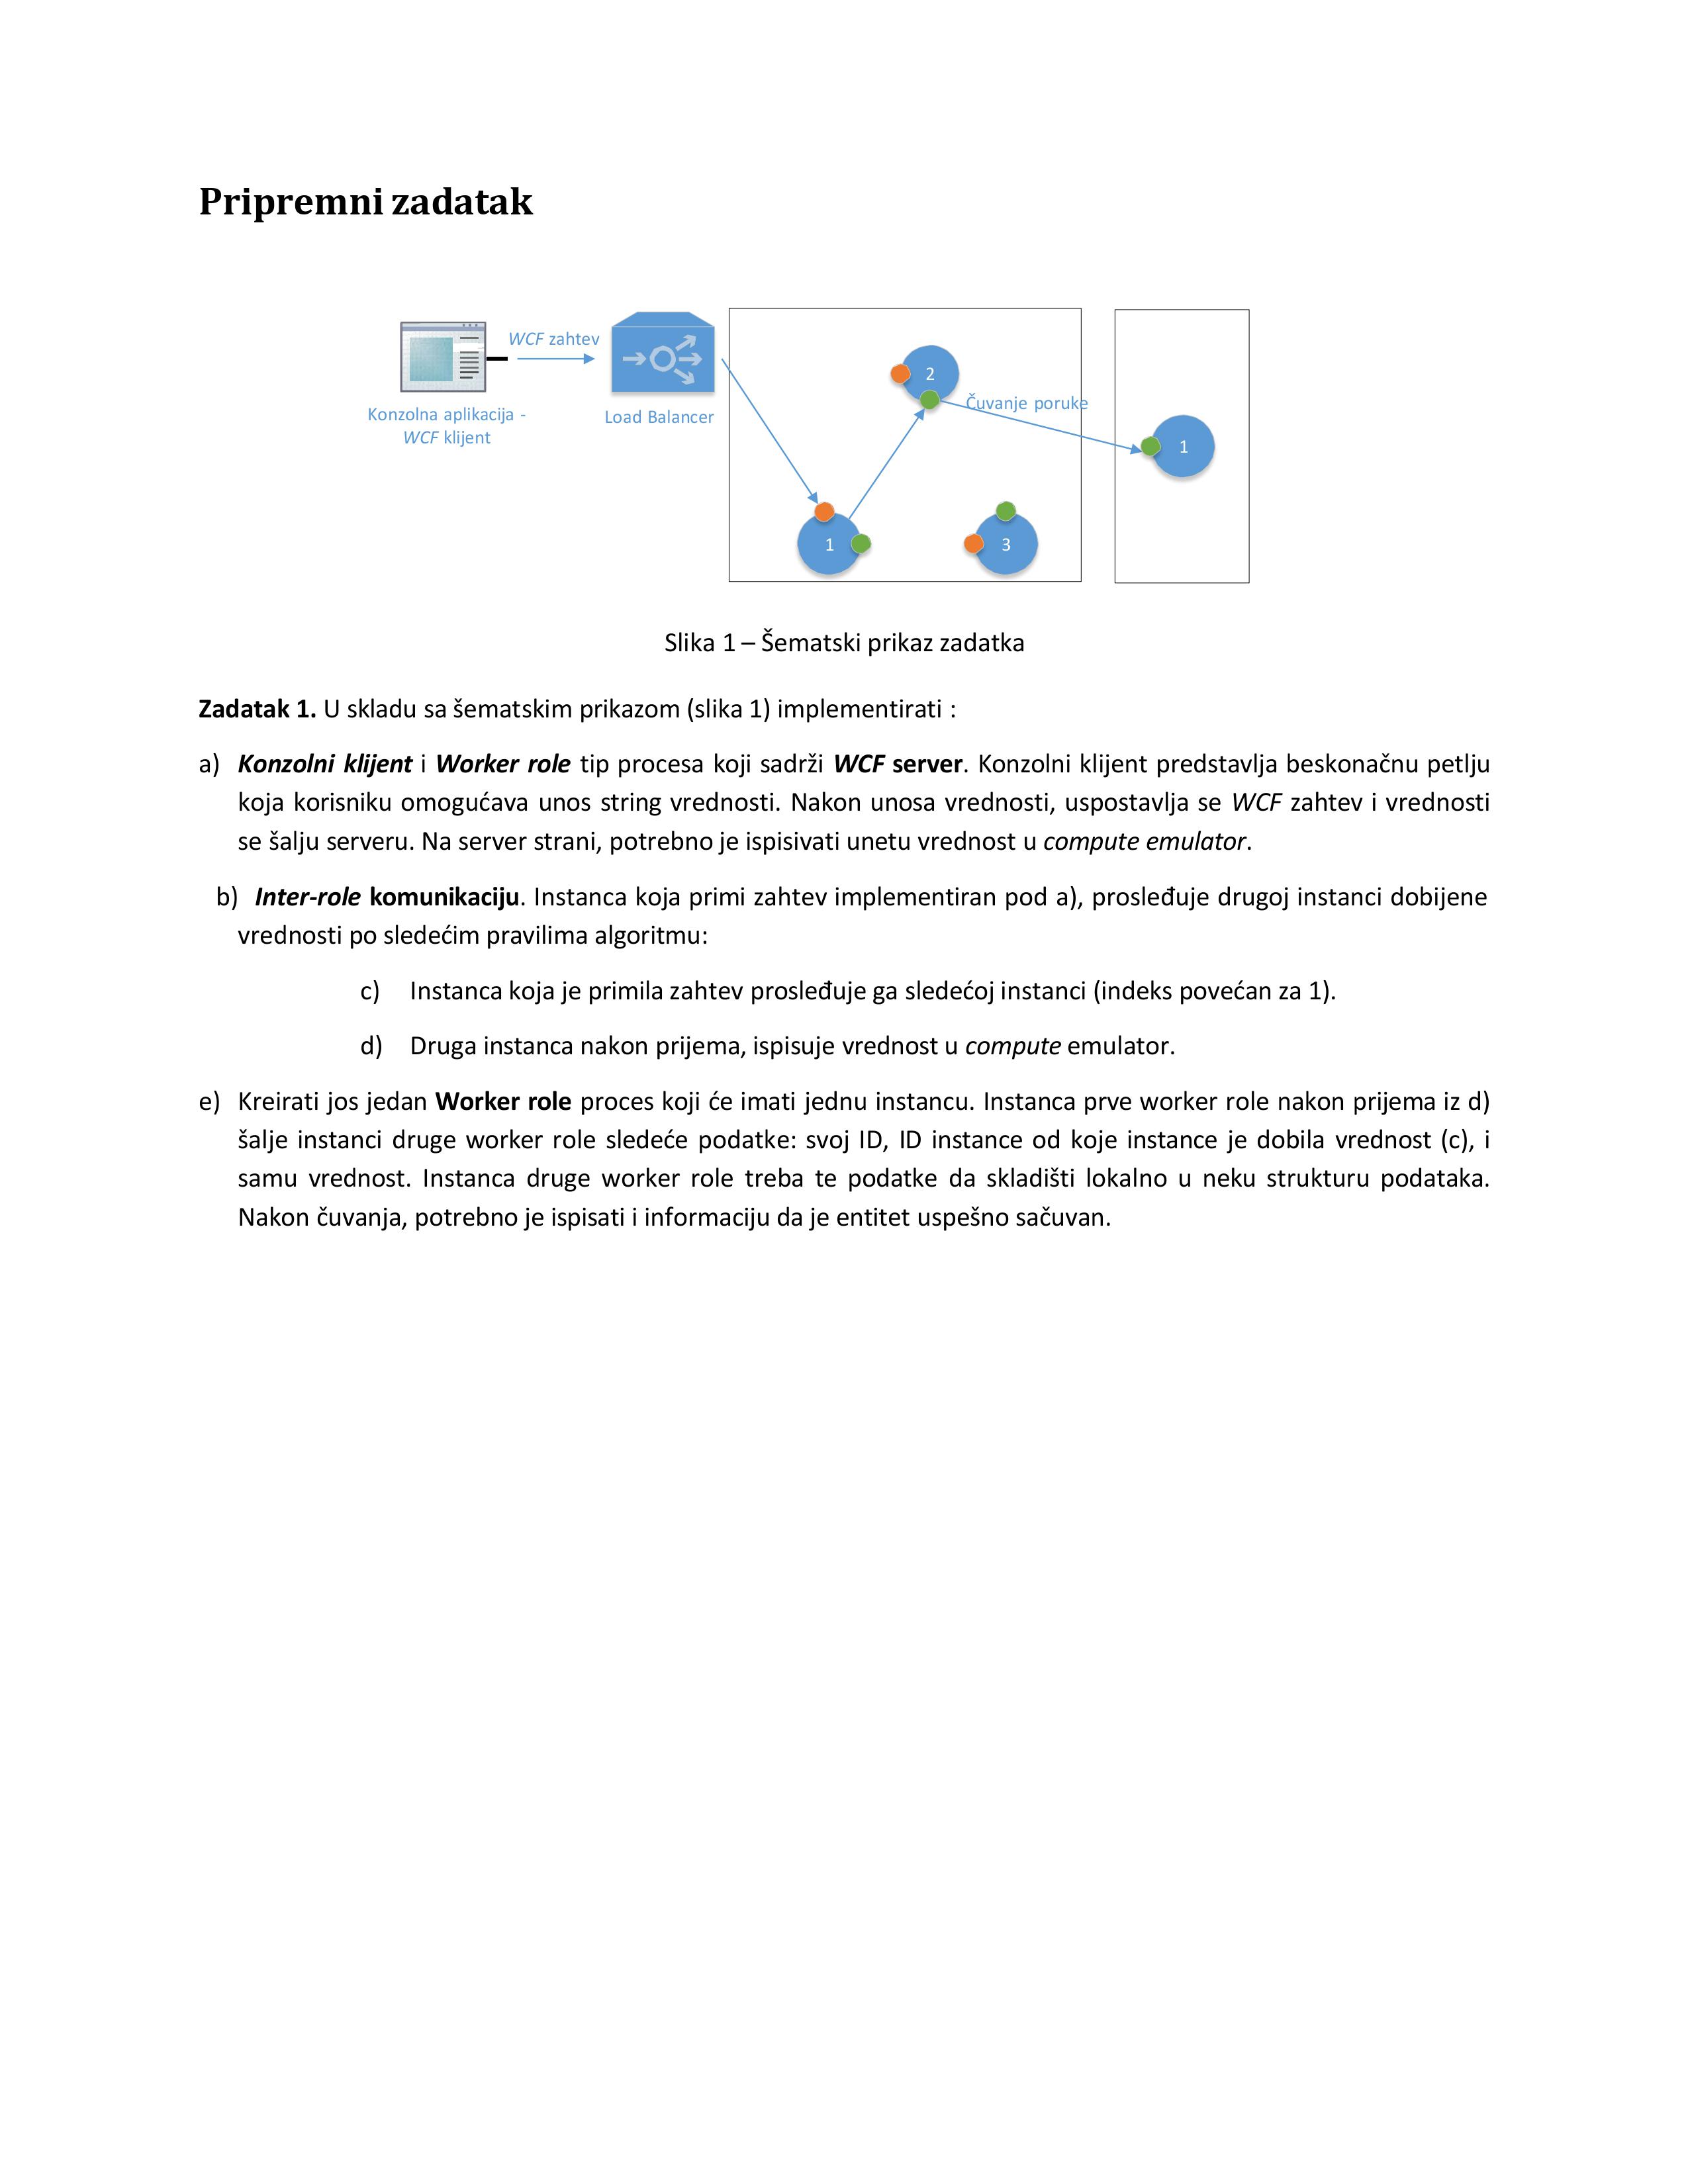 Pripremni zadatak
WCF zahtev
Konzolna aplikacija -
WCF klijent
Load Balancer
2
Čuvanje poruke
1
1
3
Slika 1 – Šematski prikaz zadatka
Zadatak 1. U skladu sa šematskim prikazom (slika 1) implementirati :
a) Konzolni klijent i Worker role tip procesa koji sadrži WCF server. Konzolni klijent predstavlja beskonačnu petlju
koja korisniku omogućava unos string vrednosti. Nakon unosa vrednosti, uspostavlja se WCF zahtev i vrednosti
se šalju serveru. Na server strani, potrebno je ispisivati unetu vrednost u compute emulator.
b) Inter-role komunikaciju. Instanca koja primi zahtev implementiran pod a), prosleđuje drugoj instanci dobijene
vrednosti po sledećim pravilima algoritmu:
c) Instanca koja je primila zahtev prosleđuje ga sledećoj instanci (indeks povećan za 1).
d) Druga instanca nakon prijema, ispisuje vrednost u compute emulator.
e) Kreirati jos jedan Worker role proces koji će imati jednu instancu. Instanca prve worker role nakon prijema iz d)
šalje instanci druge worker role sledeće podatke: svoj ID, ID instance od koje instance je dobila vrednost (c), i
samu vrednost. Instanca druge worker role treba te podatke da skladišti lokalno u neku strukturu podataka.
Nakon čuvanja, potrebno je ispisati i informaciju da je entitet uspešno sačuvan.